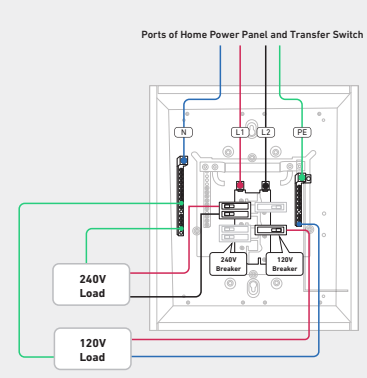 Ports of Home Power Panel and Transfer Switch
N
L1
L2
PE
240V
Breaker
120V
Breaker
240V
Load
120V
Load